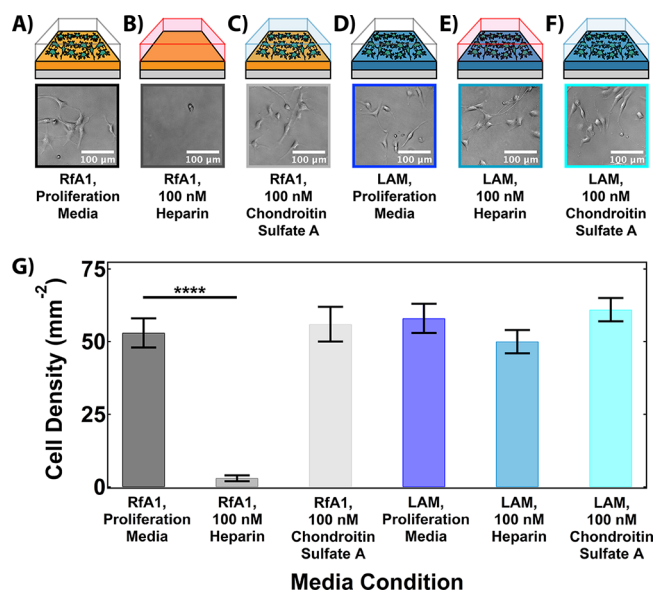 A)
B)
C)
D)
E)
F)
100 µm
100 µm
100 µm
100 µm
100 µm
100 µm
RfA1,
Proliferation
Media
RfA1,
100 nM
Heparin
RfA1,
100 nM
Chondroitin
Sulfate A
LAM,
Proliferation
Media
LAM,
100 nM
Heparin
LAM,
100 nM
Chondroitin
Sulfate A
G)
Cell Density (mm⁻²)
75
50
25
0
****
RfA1,
Proliferation
Media
RfA1,
100 nM
Heparin
RfA1,
100 nM
Chondroitin
Sulfate A
LAM,
Proliferation
Media
LAM,
100 nM
Heparin
LAM,
100 nM
Chondroitin
Sulfate A
Media Condition